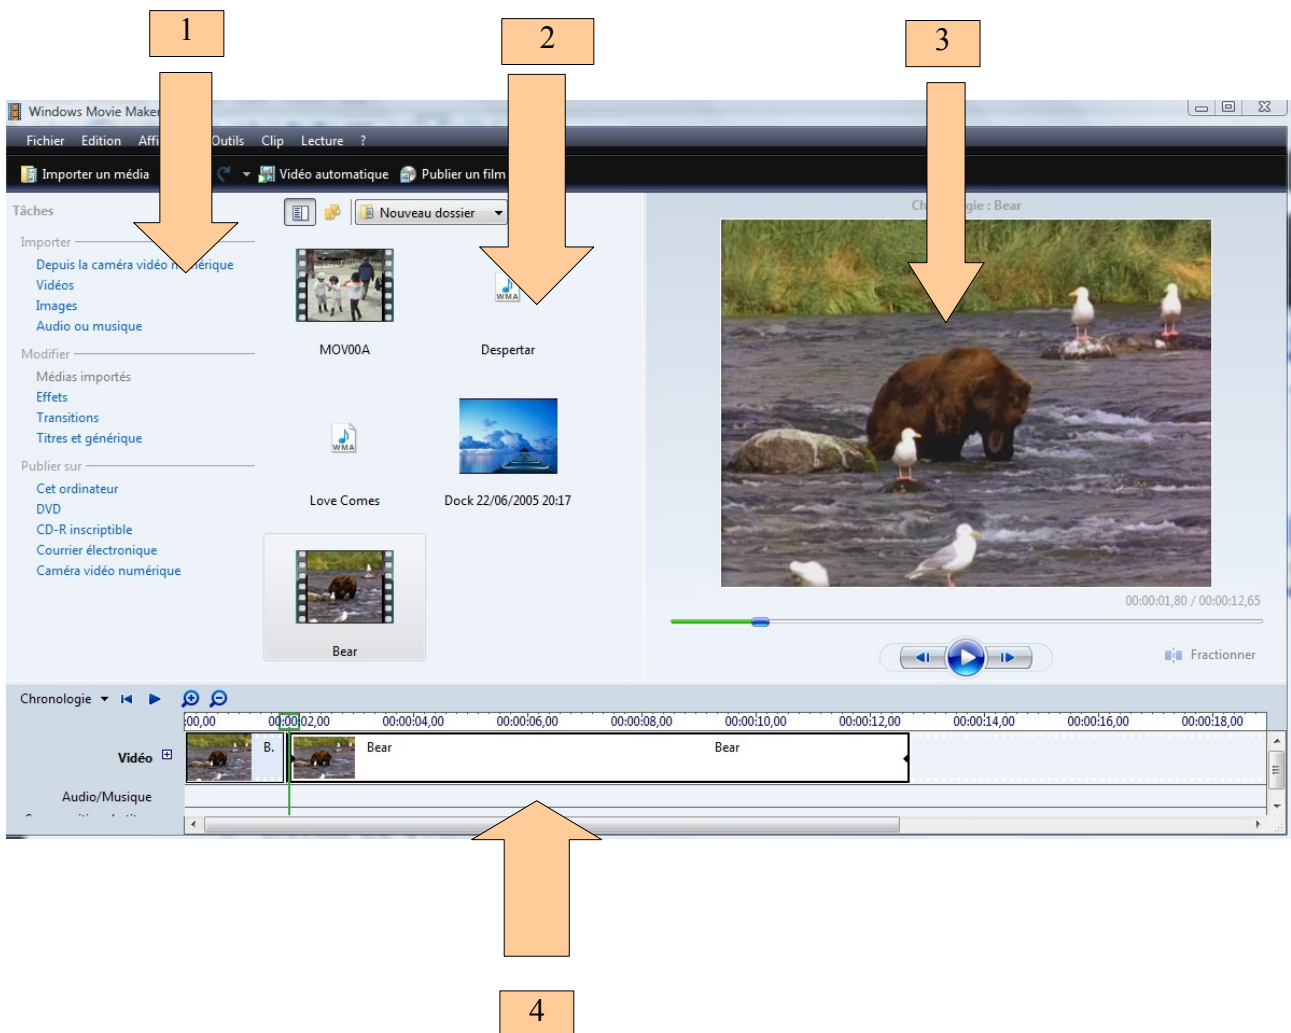 1
2
3
Windows Movie Maker
Fichier Edition Affi Outils Clip Lecture ?
Importer un média Vidéo automatique Publier un film
Tâches
Importer
Depuis la caméra vidéo numérique
Vidéos
Images
Audio ou musique
Modifier
Médias importés
Effets
Transitions
Titres et générique
Publier sur
Cet ordinateur
DVD
CD-R inscriptible
Courrier électronique
Caméra vidéo numérique
Nouveau dossier
MOV00A
WMA
Despertar
WMA
Love Comes
Dock 22/06/2005 20:17
Bear
Chronologie : Bear
00:00:01,80 / 00:00:12,65
Fractionner
Chronologie
:00,00 00:00:02,00 00:00:04,00 00:00:06,00 00:00:08,00 00:00:10,00 00:00:12,00 00:00:14,00 00:00:16,00 00:00:18,00
Vidéo B. Bear Bear
Audio/Musique
4